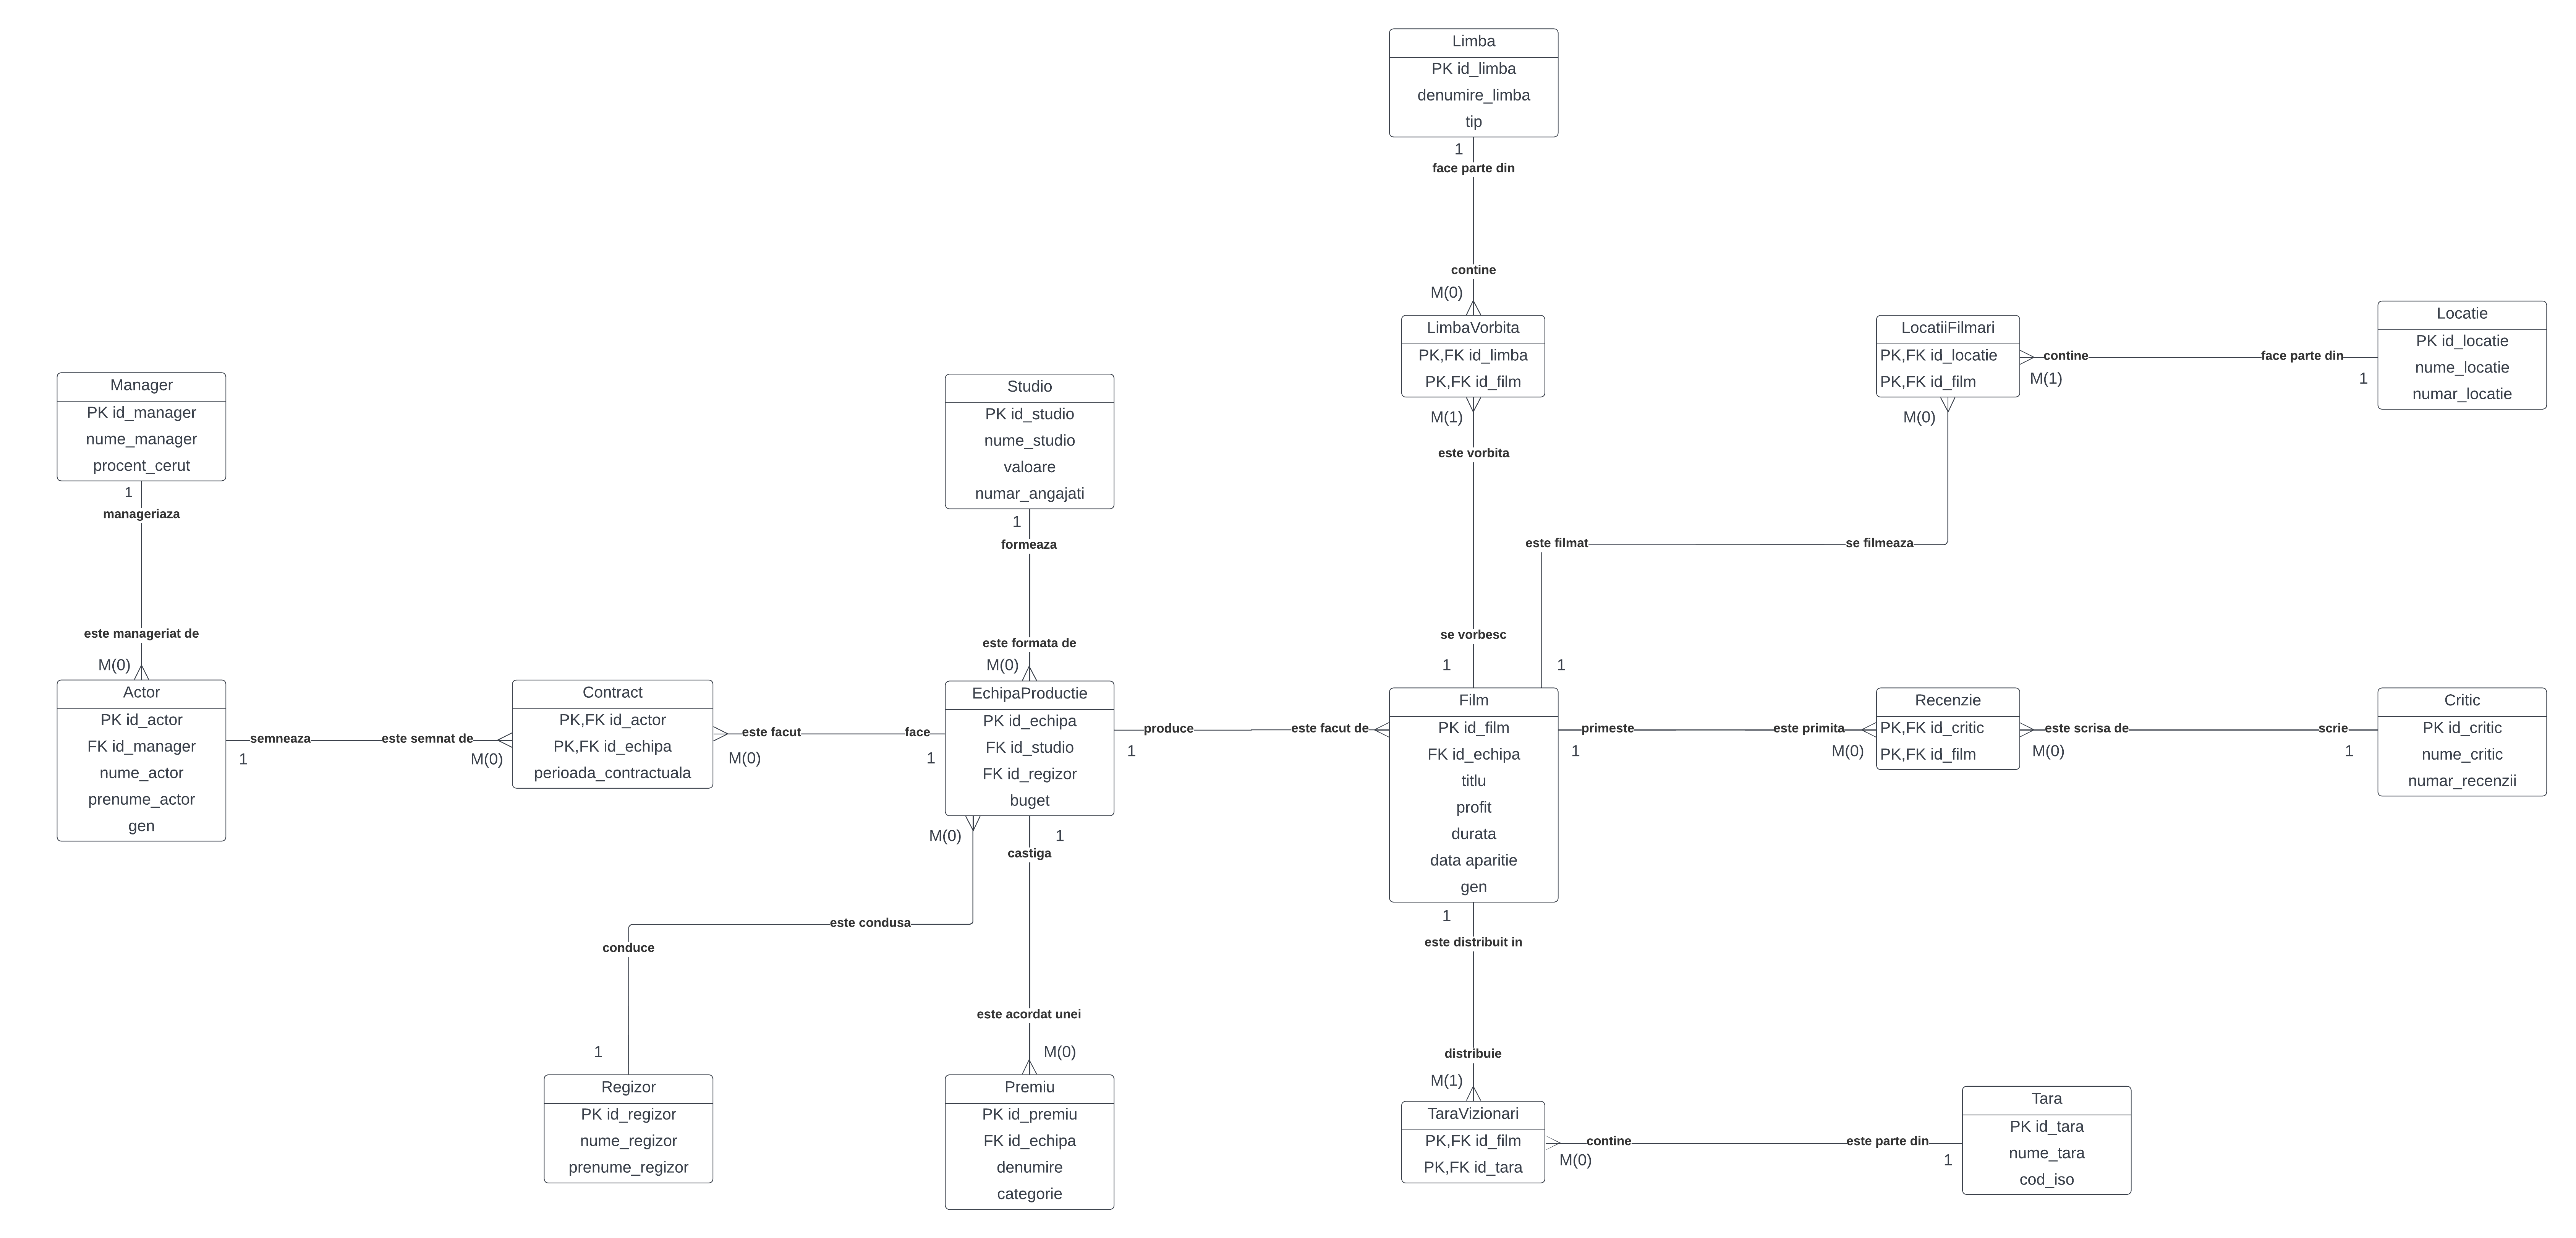 Limba
PK id_limba
denumire_limba
tip
1
face parte din
contine
M(0)
LimbaVorbita
PK,FK id_limba
PK,FK id_film
M(1)
este vorbita
se vorbesc
1
LocatiiFilmari
PK,FK id_locatie
PK,FK id_film
contine
face parte din
M(1)
1
M(0)
Locatie
PK id_locatie
nume_locatie
numar_locatie
este filmat
se filmeaza
1
Manager
PK id_manager
nume_manager
procent_cerut
1
manageriaza
este manageriat de
M(0)
Studio
PK id_studio
nume_studio
valoare
numar_angajati
1
formeaza
este formata de
M(0)
Actor
PK id_actor
FK id_manager
nume_actor
prenume_actor
gen
semneaza
este semnat de
1
M(0)
Contract
PK,FK id_actor
PK,FK id_echipa
perioada_contractuala
este facut
face
M(0)
1
EchipaProductie
PK id_echipa
FK id_studio
FK id_regizor
buget
produce
este facut de
1
Film
PK id_film
FK id_echipa
titlu
profit
durata
data aparitie
gen
primeste
este primita
1
M(0)
Recenzie
PK,FK id_critic
PK,FK id_film
este scrisa de
scrie
M(0)
1
Critic
PK id_critic
nume_critic
numar_recenzii
M(0)
1
castiga
este condusa
conduce
1
este acordat unei
M(0)
Regizor
PK id_regizor
nume_regizor
prenume_regizor
Premiu
PK id_premiu
FK id_echipa
denumire
categorie
1
este distribuit in
distribuie
M(1)
TaraVizionari
PK,FK id_film
PK,FK id_tara
contine
este parte din
M(0)
1
Tara
PK id_tara
nume_tara
cod_iso